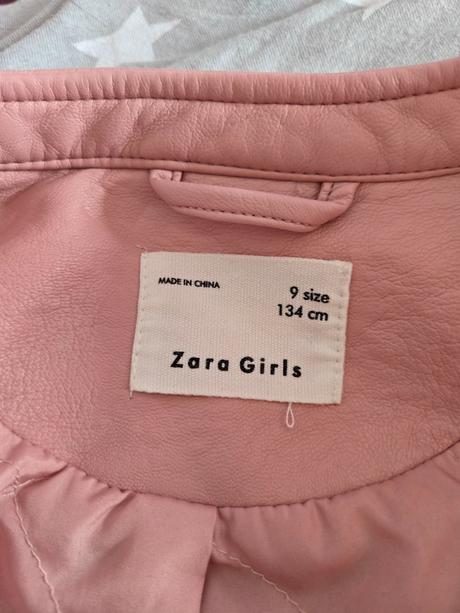 MADE IN CHINA
9 size
134 cm
Zara Girls